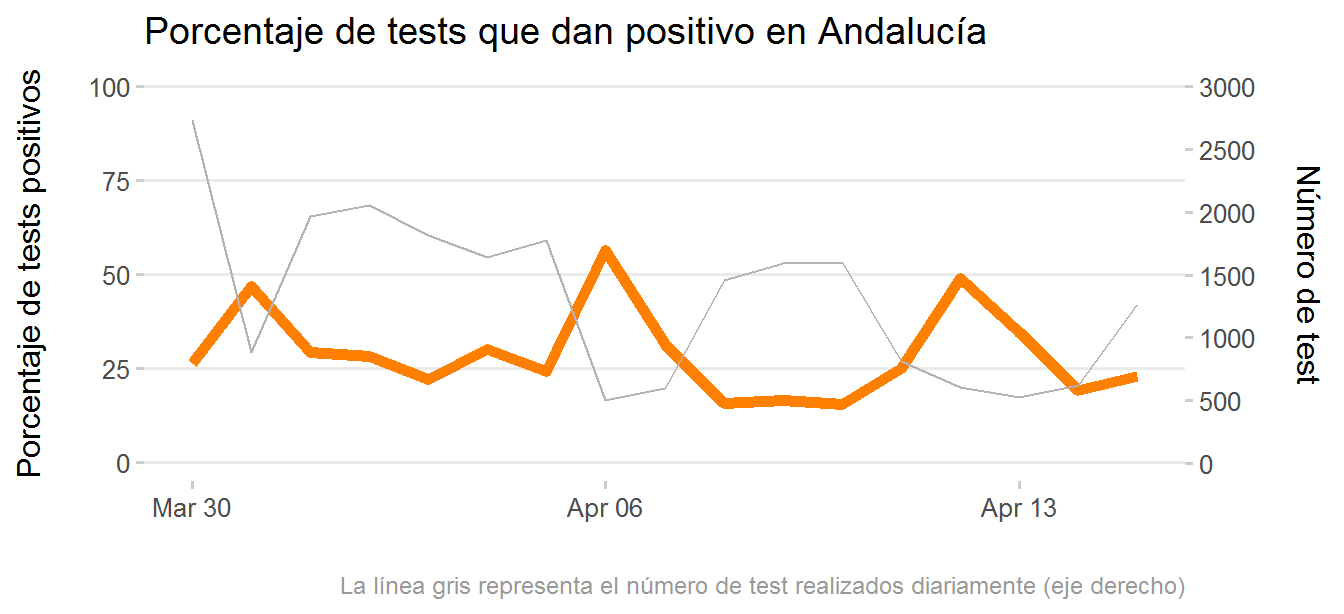 Porcentaje de tests que dan positivo en Andalucía
Porcentaje de tests positivos
100
75
50
25
0
3000
2500
2000
1500
1000
500
0
Número de test
Mar 30
Apr 06
Apr 13
La línea gris representa el número de test realizados diariamente (eje derecho)